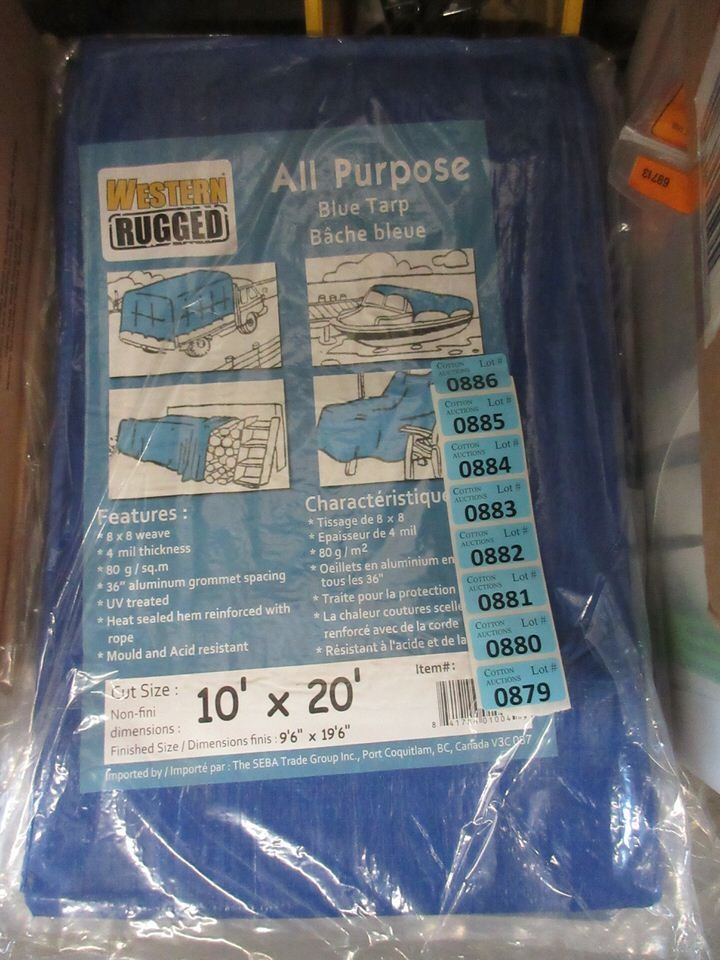 WESTERN
RUGGED
All Purpose
Blue Tarp
Bâche bleue
Features :
* 8 x 8 weave
* 4 mil thickness
* 80 g/sq.m
* 36" aluminum grommet spacing
* UV treated
* Heat sealed hem reinforced with
rope
* Mould and Acid resistant
Charactéristique
* Tissage de 8 x 8
* Epaisseur de 4 mil
* 80 g/m2
* Oeillets en aluminium en
tous les 36"
* Traite pour la protection
* La chaleur coutures scelle
renforcé avec de la corde
* Résistant à l'acide et de la
COTTON AUCTIONS Lot #
0886
COTTON AUCTIONS Lot #
0885
COTTON AUCTIONS Lot #
0884
COTTON AUCTIONS Lot #
0883
COTTON AUCTIONS Lot #
0882
COTTON AUCTIONS Lot #
0881
COTTON AUCTIONS Lot #
0880
COTTON AUCTIONS Lot #
0879
Cut Size :
Non-fini
dimensions :
10' x 20'
Item#:
Finished Size / Dimensions finis : 9'6" x 19'6"
Imported by / Importé par : The SEBA Trade Group Inc., Port Coquitlam, BC, Canada V3C
68713